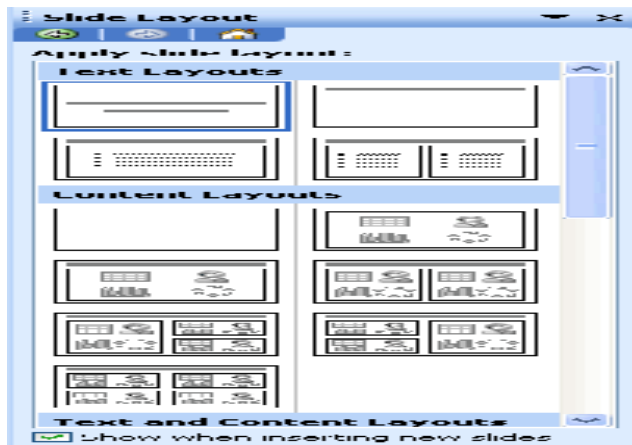 Slide Layout
Apply slide layout:
Text Layouts
Content Layouts
Text and Content Layouts
Show when inserting new slides